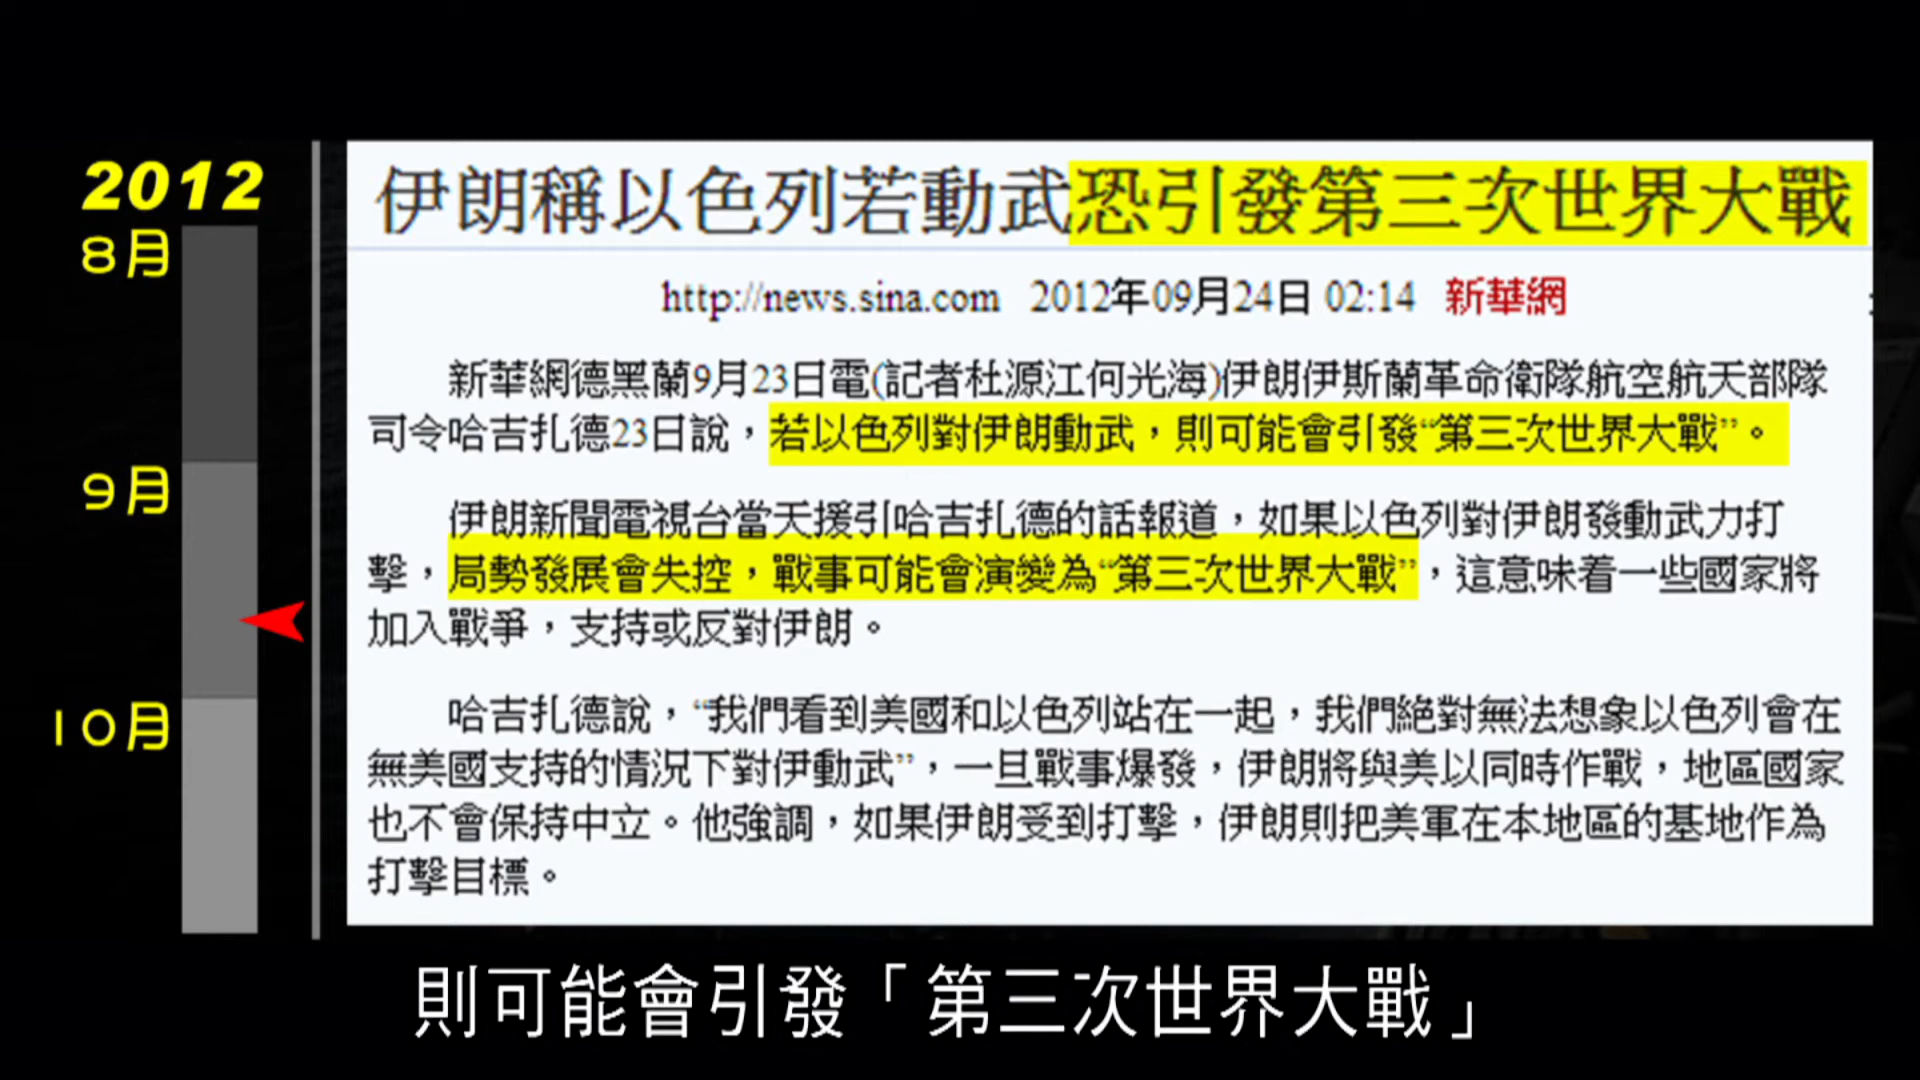 2012
8月
9月
10月
伊朗稱以色列若動武恐引發第三次世界大戰
http://news.sina.com 2012年09月24日 02:14 新華網
新華網德黑蘭9月23日電(記者杜源江何光海)伊朗伊斯蘭革命衛隊航空航天部隊
司令哈吉扎德23日說，若以色列對伊朗動武，則可能會引發“第三次世界大戰”。
伊朗新聞電視台當天援引哈吉扎德的話報道，如果以色列對伊朗發動武力打
擊，局勢發展會失控，戰事可能會演變為“第三次世界大戰”，這意味着一些國家將
加入戰爭，支持或反對伊朗。
哈吉扎德說，“我們看到美國和以色列站在一起，我們絕對無法想象以色列會在
無美國支持的情況下對伊動武”，一旦戰事爆發，伊朗將與美以同時作戰，地區國家
也不會保持中立。他強調，如果伊朗受到打擊，伊朗則把美軍在本地區的基地作為
打擊目標。
則可能會引發「第三次世界大戰」